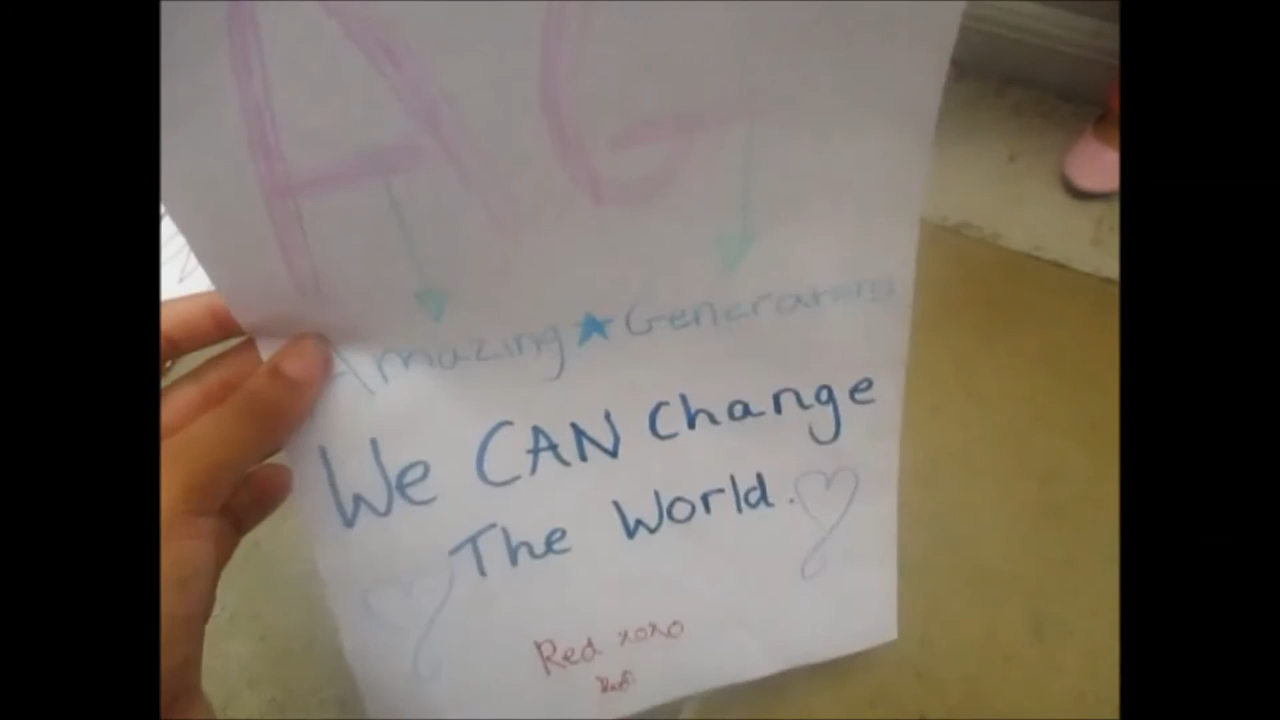 AG
Amazing ★ Generation
We CAN Change
The World.
Red xoxo